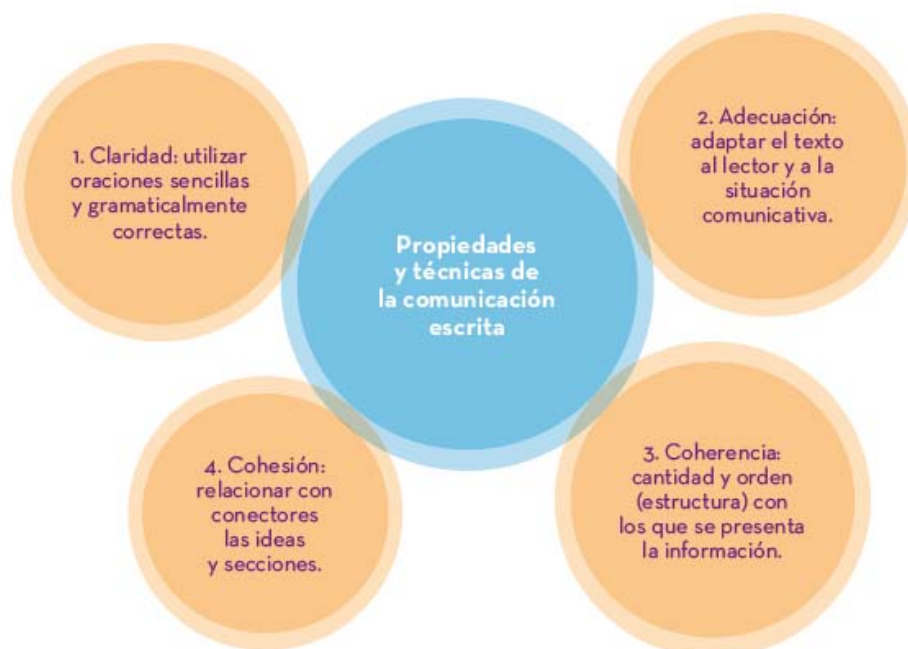 Propiedades
y técnicas de
la comunicación
escrita
1. Claridad: utilizar
oraciones sencillas
y gramaticalmente
correctas.
2. Adecuación:
adaptar el texto
al lector y a la
situación
comunicativa.
3. Coherencia:
cantidad y orden
(estructura) con
los que se presenta
la información.
4. Cohesión:
relacionar con
conectores
las ideas
y secciones.